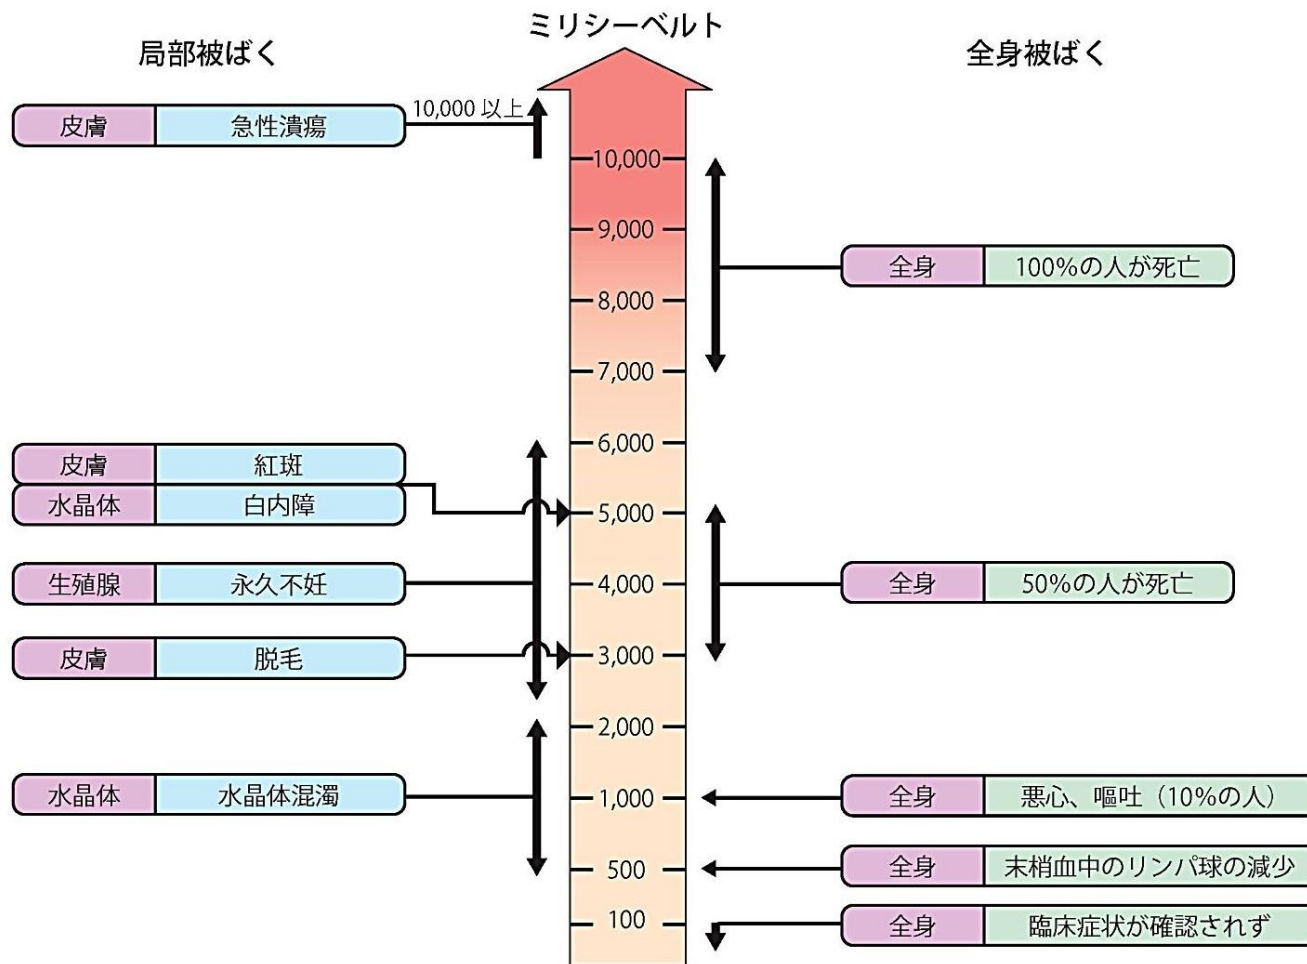 ミリシーベルト
局部被ばく
全身被ばく
皮膚 急性潰瘍 10,000 以上
10,000
9,000
全身 100%の人が死亡
8,000
7,000
6,000
皮膚 紅斑
水晶体 白内障
5,000
生殖腺 永久不妊
4,000
全身 50%の人が死亡
皮膚 脱毛
3,000
2,000
水晶体 水晶体混濁
1,000
全身 悪心、嘔吐（10%の人）
500
全身 末梢血中のリンパ球の減少
100
全身 臨床症状が確認されず